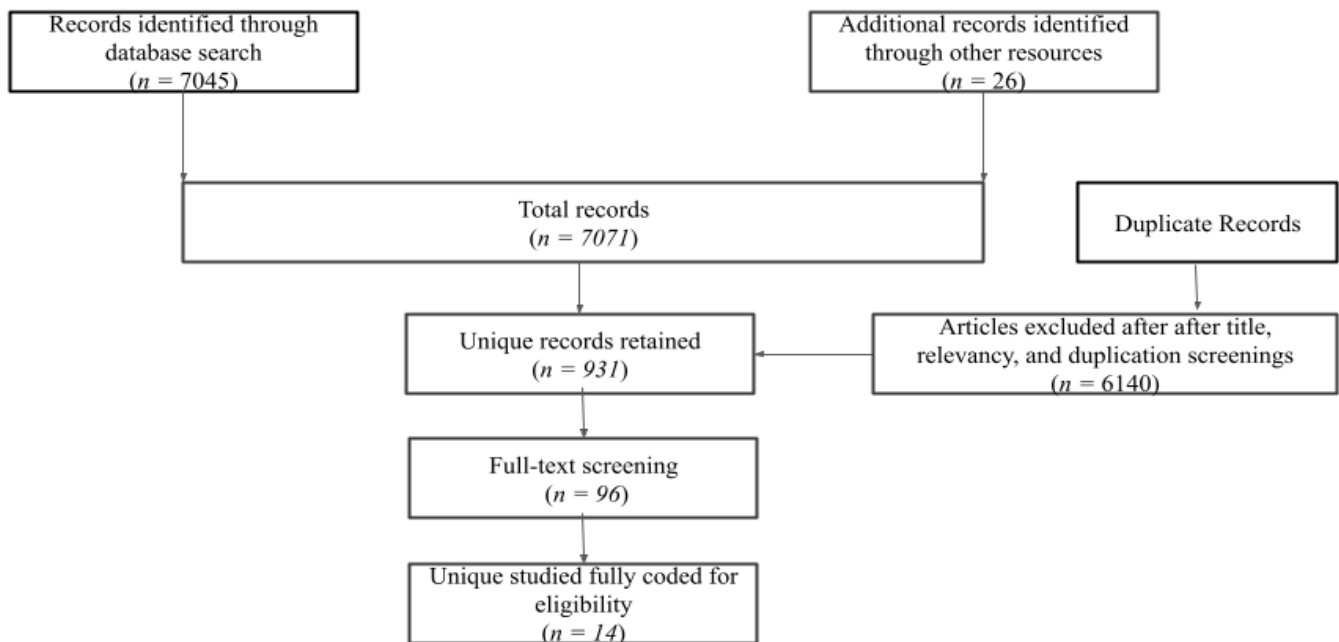 Records identified through
database search
(n = 7045)
Additional records identified
through other resources
(n = 26)
Total records
(n = 7071)
Duplicate Records
Unique records retained
(n = 931)
Articles excluded after after title,
relevancy, and duplication screenings
(n = 6140)
Full-text screening
(n = 96)
Unique studied fully coded for
eligibility
(n = 14)